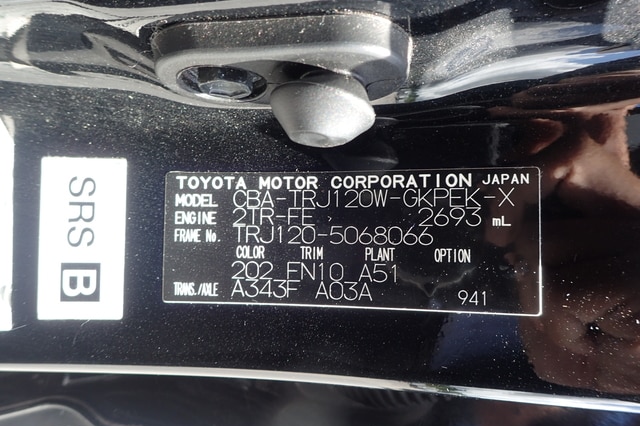 TOYOTA MOTOR CORPORATION JAPAN
MODEL CBA-TRJ120W-GKPEK-X
ENGINE 2TR-FE 2693 mL
FRAME No. TRJ120-5068066
COLOR TRIM PLANT OPTION
202 FN10 A51
TRANS./AXLE A343F A03A
941
SRS B